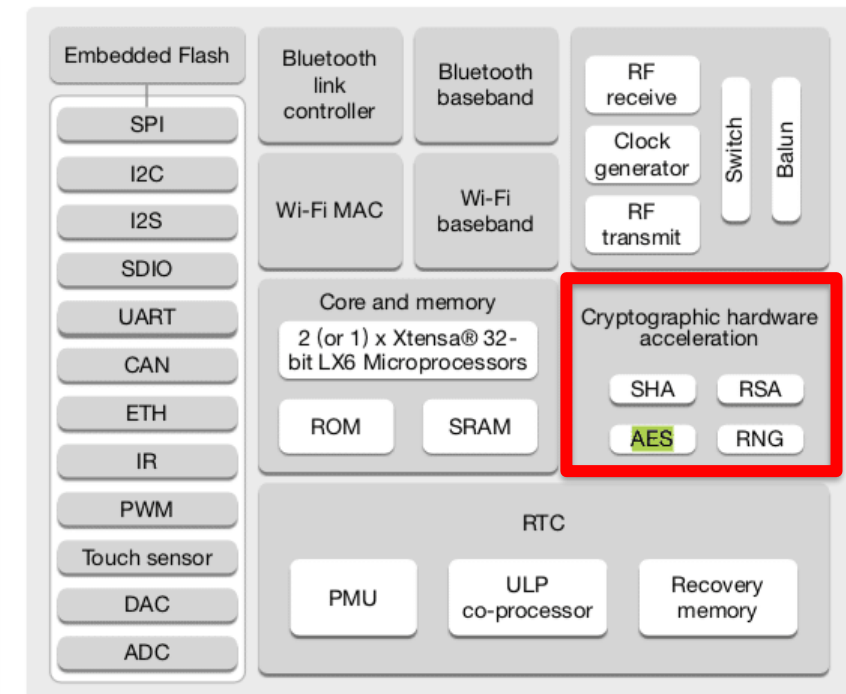 Embedded Flash
SPI
I2C
I2S
SDIO
UART
CAN
ETH
IR
PWM
Touch sensor
DAC
ADC
Bluetooth
link
controller
Bluetooth
baseband
Wi-Fi MAC
Wi-Fi
baseband
RF
receive
Clock
generator
RF
transmit
Switch
Balun
Core and memory
2 (or 1) x Xtensa® 32-
bit LX6 Microprocessors
ROM
SRAM
Cryptographic hardware
acceleration
SHA
RSA
AES
RNG
RTC
PMU
ULP
co-processor
Recovery
memory